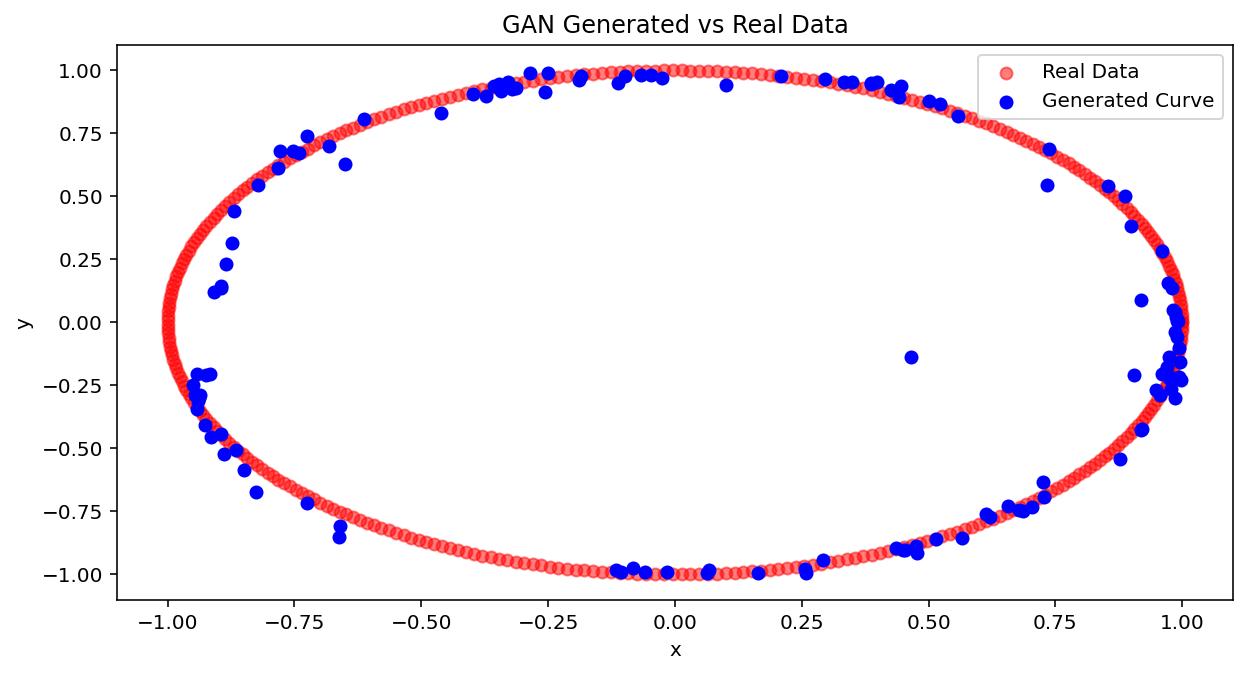 GAN Generated vs Real Data
Real Data
Generated Curve
1.00
0.75
0.50
0.25
0.00
−0.25
−0.50
−0.75
−1.00
y
−1.00 −0.75 −0.50 −0.25 0.00 0.25 0.50 0.75 1.00
x